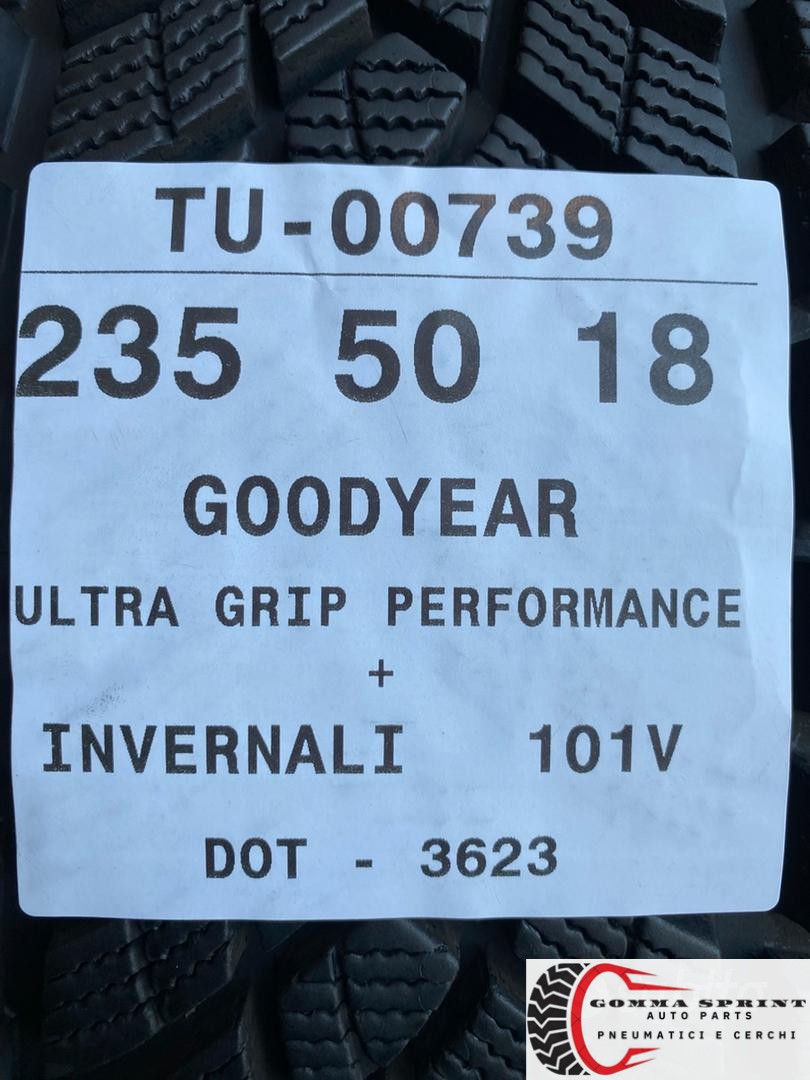 TU-00739
235 50 18
GOODYEAR
ULTRA GRIP PERFORMANCE
+
INVERNALI 101V
DOT - 3623
GOMMA SPRINT
AUTO PARTS
PNEUMATICI E CERCHI